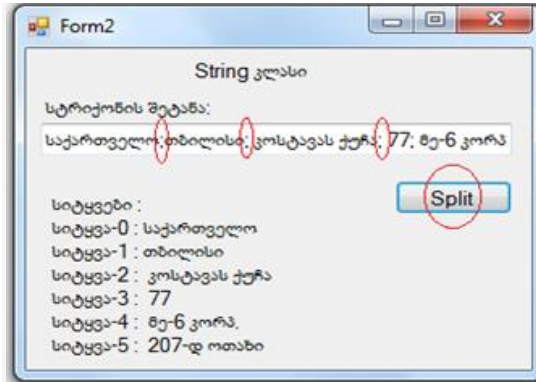 Form2
String კლასი
სტრიქონის შეტანა:
საქართველო;თბილისი; კოსტავას ქუჩა; 77; მე-6 კორპ
Split
სიტყვები :
სიტყვა-0 : საქართველო
სიტყვა-1 : თბილისი
სიტყვა-2 : კოსტავას ქუჩა
სიტყვა-3 : 77
სიტყვა-4 : მე-6 კორპ.
სიტყვა-5 : 207-დ ოთახი